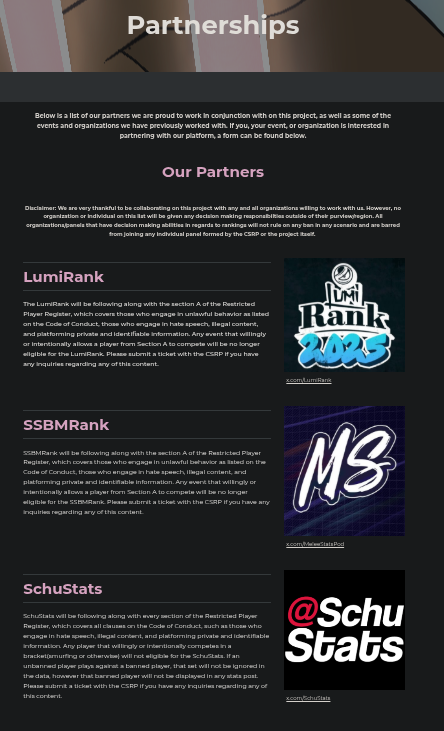 Partnerships
Below is a list of our partners we are proud to work in conjunction with on this project, as well as some of the
events and organizations we have previously worked with. If you, your event, or organization is interested in
partnering with our platform, a form can be found below.
Our Partners
Disclaimer: We are very thankful to be collaborating on this project with any and all organizations willing to work with us. However, no
organization or individual on this list will be given any decision making responsibilties outside of their purview/region. All
organizations/panels that have decision making abilities in regards to rankings will not rule on any ban in any scenario and are barred
from joining any individual panel formed by the CSRP or the project itself.
LumiRank
The LumiRank will be following along with the section A of the Restricted
Player Register, which covers those who engage in unlawful behavior as listed
on the Code of Conduct, those who engage in hate speech, illegal content,
and platforming private and identifiable information. Any event that willingly
or intentionally allows a player from Section A to compete will be no longer
eligible for the LumiRank. Please submit a ticket with the CSRP if you have
any inquiries regarding any of this content.
LUMI
Rank
2025
x.com/LumiRank
SSBMRank
SSBMRank will be following along with the section A of the Restricted Player
Register, which covers those who engage in unlawful behavior as listed on the
Code of Conduct, those who engage in hate speech, illegal content, and
platforming private and identifiable information. Any event that willingly or
intentionally allows a player from Section A to compete will be no longer
eligible for the SSBMRank. Please submit a ticket with the CSRP if you have any
inquiries regarding any of this content.
MS
x.com/MeleeStatsPod
SchuStats
SchuStats will be following along with every section of the Restricted Player
Register, which covers all clauses on the Code of Conduct, such as those who
engage in hate speech, illegal content, and platforming private and identifiable
information. Any player that willingly or intentionally competes in a
bracket(smurfing or otherwise) will not eligible for the SchuStats. If an
unbanned player plays against a banned player, that set will not be ignored in
the data, however that banned player will not be displayed in any stats post.
Please submit a ticket with the CSRP if you have any inquiries regarding any of
this content.
@Schu
Stats
x.com/SchuStats